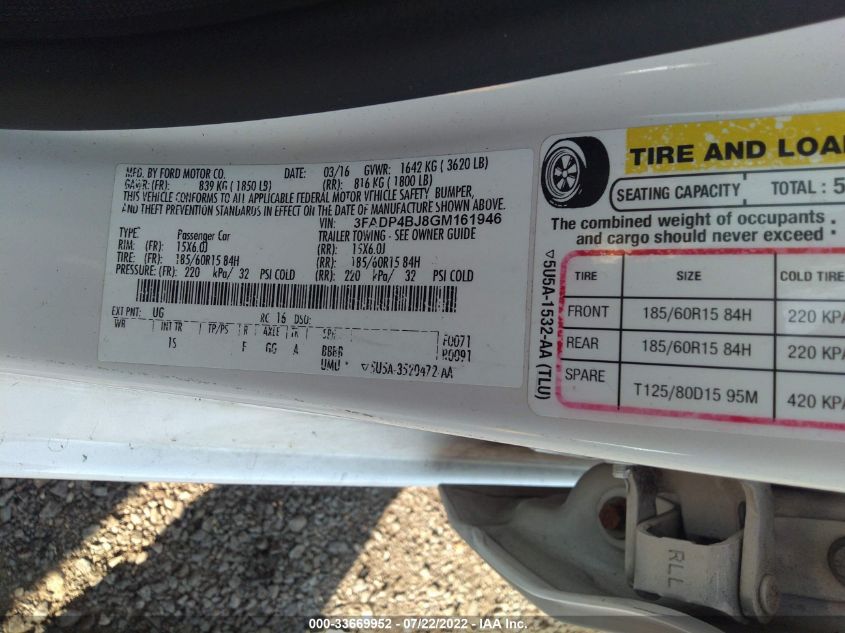 MFD. BY FORD MOTOR CO. DATE: 03/16 GVWR: 1642 KG ( 3620 LB)
GAWR: (FR): 839 KG ( 1850 LB) (RR): 816 KG ( 1800 LB)
THIS VEHICLE CONFORMS TO ALL APPLICABLE FEDERAL MOTOR VEHICLE SAFETY, BUMPER,
AND THEFT PREVENTION STANDARDS IN EFFECT ON THE DATE OF MANUFACTURE SHOWN ABOVE.
VIN: 3FADP4BJ8GM161946
TYPE: Passenger Car TRAILER TOWING - SEE OWNER GUIDE
RIM: (FR) 15X6.0J (RR): 15X6.0J
TIRE: (FR) 185/60R15 84H (RR): 185/60R15 84H
PRESSURE: (FR) 220 kPa/ 32 PSI COLD (RR): 220 kPa/ 32 PSI COLD
EXT PNT: UG RC: 16 DSO:
WB INT TR TP/PS R AXLE TR SPR
15 F GG A BBBB F0071
R0091
UMU ▽5U5A-3520472-AA
▽5U5A-1532-AA (TLU)
TIRE AND LOA
SEATING CAPACITY TOTAL : 5
The combined weight of occupants
and cargo should never exceed :
TIRE SIZE COLD TIRE
FRONT 185/60R15 84H 220 KPA
REAR 185/60R15 84H 220 KPA
SPARE T125/80D15 95M 420 KPA
RLL
000-33669952 - 07/22/2022 - IAA Inc.